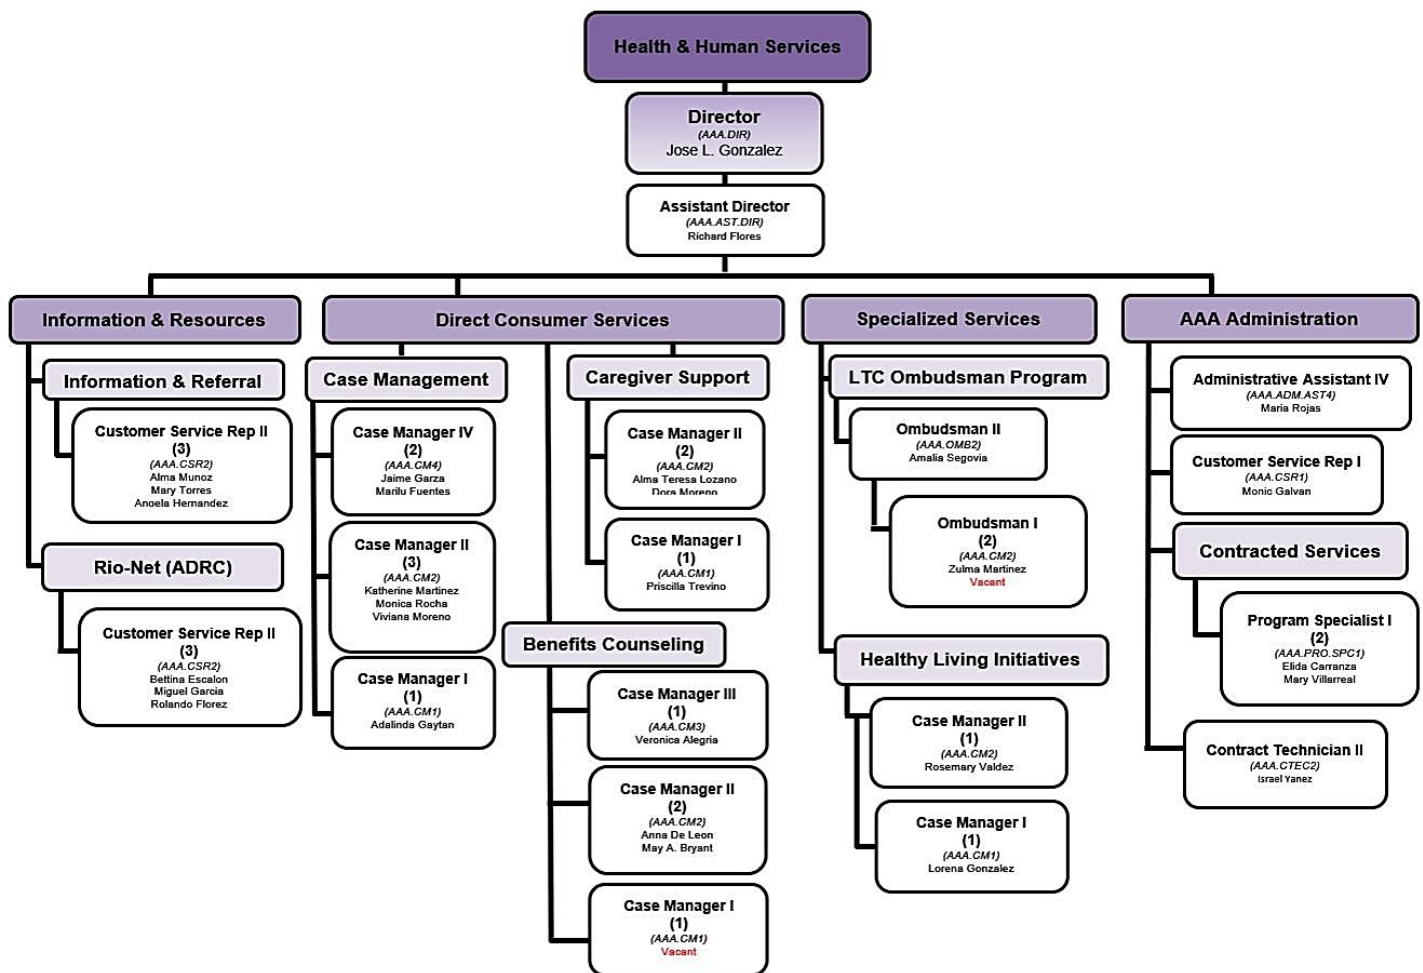 Health & Human Services
Director
(AAA.DIR)
Jose L. Gonzalez
Assistant Director
(AAA.AST.DIR)
Richard Flores
Information & Resources
Information & Referral
Customer Service Rep II
(3)
(AAA.CSR2)
Alma Munoz
Mary Torres
Angela Hernandez
Rio-Net (ADRC)
Customer Service Rep II
(3)
(AAA.CSR2)
Bettina Escalon
Miguel Garcia
Rolando Florez
Direct Consumer Services
Case Management
Case Manager IV
(2)
(AAA.CM4)
Jaime Garza
Marilu Fuentes
Case Manager II
(3)
(AAA.CM2)
Katherine Martinez
Monica Rocha
Viviana Moreno
Case Manager I
(1)
(AAA.CM1)
Adalinda Gaytan
Caregiver Support
Case Manager II
(2)
(AAA.CM2)
Alma Teresa Lozano
Dora Moreno
Case Manager I
(1)
(AAA.CM1)
Priscilla Trevino
Benefits Counseling
Case Manager III
(1)
(AAA.CM3)
Veronica Alegria
Case Manager II
(2)
(AAA.CM2)
Anna De Leon
May A. Bryant
Case Manager I
(1)
(AAA.CM1)
Vacant
Specialized Services
LTC Ombudsman Program
Ombudsman II
(AAA.OMB2)
Amalia Segovia
Ombudsman I
(2)
(AAA.CM2)
Zulma Martinez
Vacant
Healthy Living Initiatives
Case Manager II
(1)
(AAA.CM2)
Rosemary Valdez
Case Manager I
(1)
(AAA.CM1)
Lorena Gonzalez
AAA Administration
Administrative Assistant IV
(AAA.ADM.AST4)
Maria Rojas
Customer Service Rep I
(AAA.CSR1)
Monic Galvan
Contracted Services
Program Specialist I
(2)
(AAA.PRO.SPC1)
Elida Carranza
Mary Villarreal
Contract Technician II
(AAA.CTEC2)
Israel Yanez